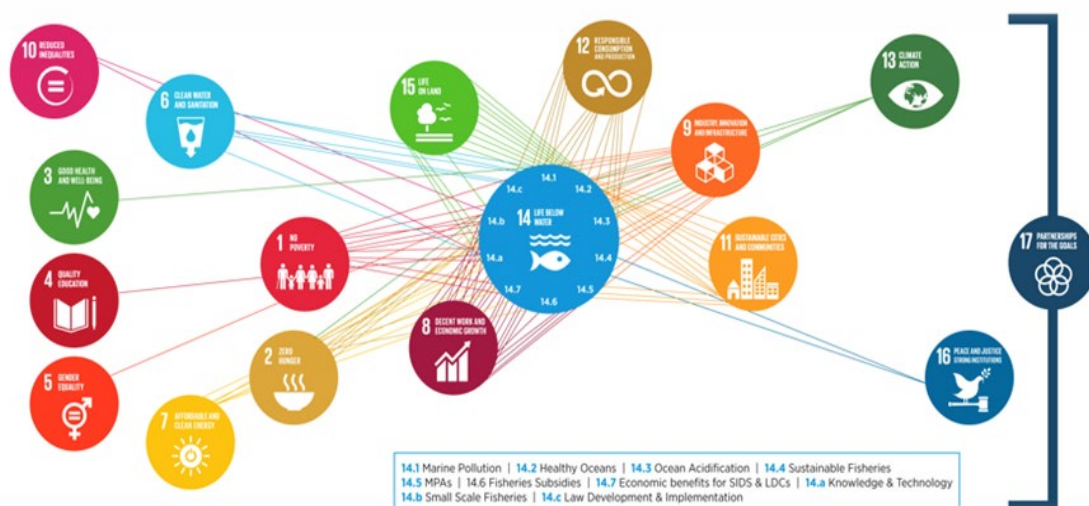 10 REDUCED
INEQUALITIES
6 CLEAN WATER
AND SANITATION
15 LIFE
ON LAND
12 RESPONSIBLE
CONSUMPTION
AND PRODUCTION
13 CLIMATE
ACTION
9 INDUSTRY, INNOVATION
AND INFRASTRUCTURE
3 GOOD HEALTH
AND WELL-BEING
14.1
14.2
14.3
14.4
14.5
14.6
14.7
14.a
14.b
14.c
14 LIFE BELOW
WATER
1 NO
POVERTY
11 SUSTAINABLE CITIES
AND COMMUNITIES
17 PARTNERSHIPS
FOR THE GOALS
4 QUALITY
EDUCATION
8 DECENT WORK AND
ECONOMIC GROWTH
2 ZERO
HUNGER
16 PEACE AND JUSTICE
STRONG INSTITUTIONS
5 GENDER
EQUALITY
7 AFFORDABLE AND
CLEAN ENERGY
14.1 Marine Pollution | 14.2 Healthy Oceans | 14.3 Ocean Acidification | 14.4 Sustainable Fisheries
14.5 MPAs | 14.6 Fisheries Subsidies | 14.7 Economic benefits for SIDS & LDCs | 14.a Knowledge & Technology
14.b Small Scale Fisheries | 14.c Law Development & Implementation